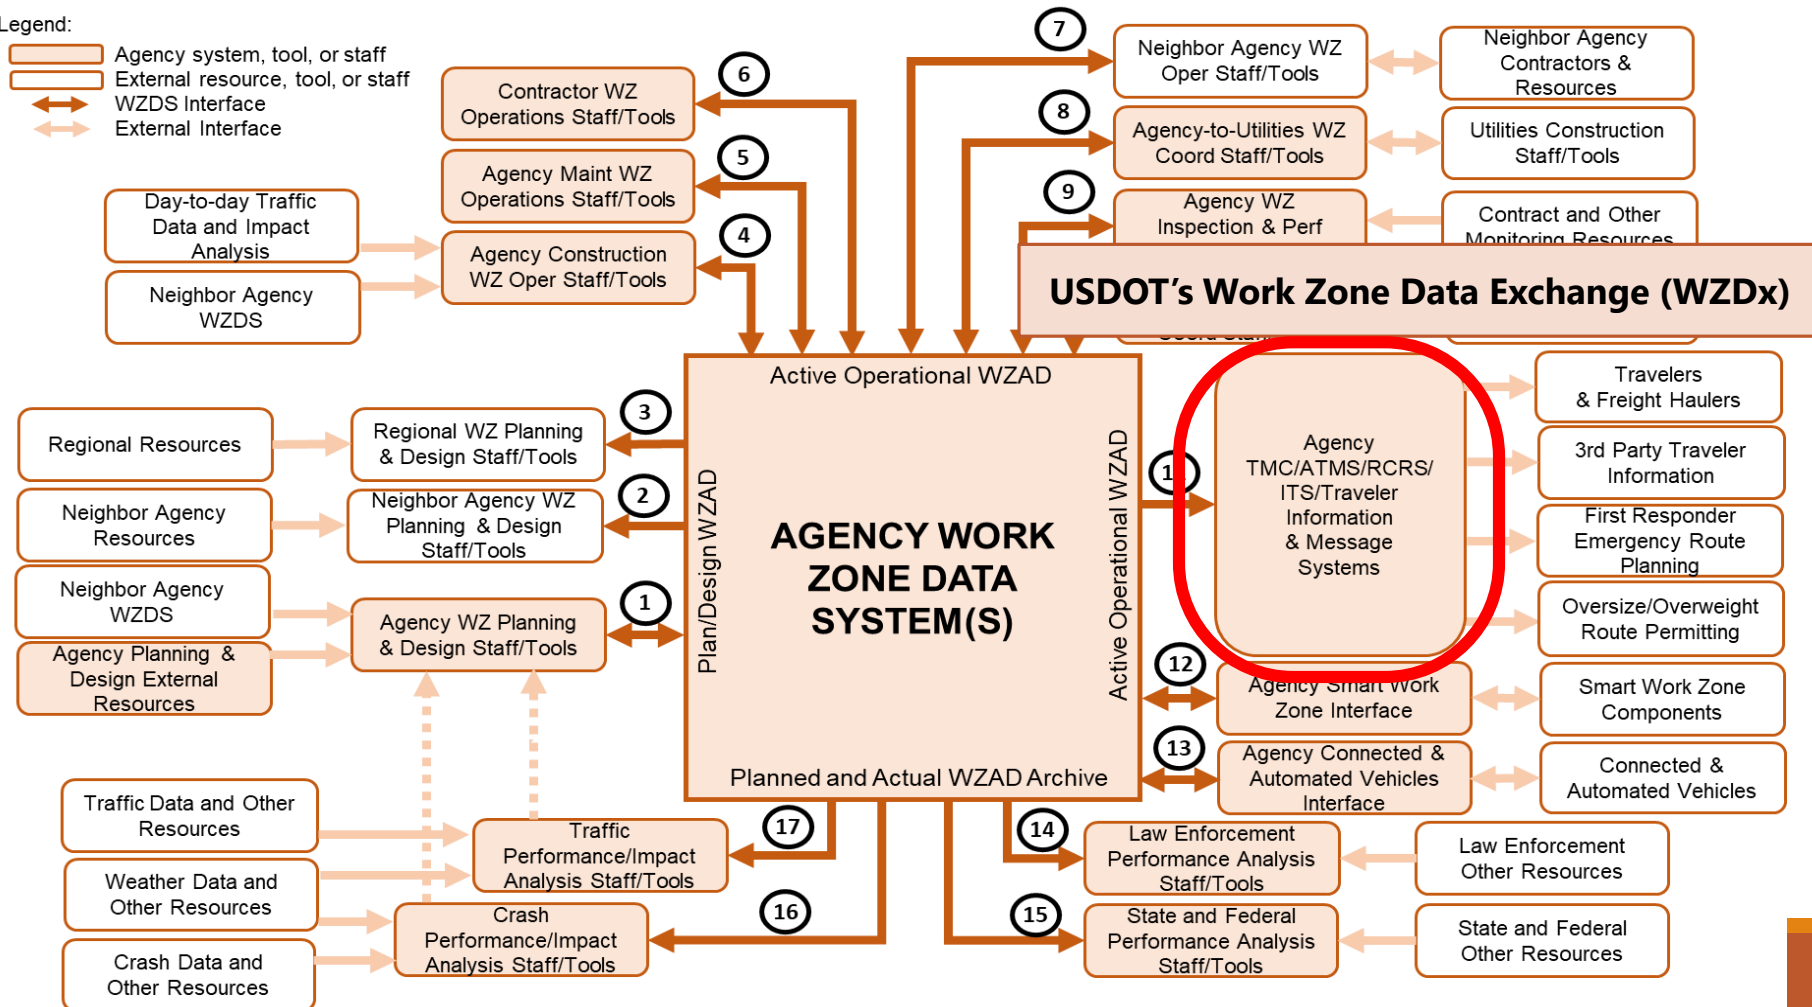 Legend:
Agency system, tool, or staff
External resource, tool, or staff
WZDS Interface
External Interface
6
Contractor WZ
Operations Staff/Tools
5
Agency Maint WZ
Operations Staff/Tools
4
Agency Construction
WZ Oper Staff/Tools
Day-to-day Traffic
Data and Impact
Analysis
Neighbor Agency
WZDS
7
Neighbor Agency WZ
Oper Staff/Tools
Neighbor Agency
Contractors &
Resources
8
Agency-to-Utilities WZ
Coord Staff/Tools
Utilities Construction
Staff/Tools
9
Agency WZ
Inspection & Perf
Contract and Other
Monitoring Resources
USDOT's Work Zone Data Exchange (WZDx)
Active Operational WZAD
Plan/Design WZAD
AGENCY WORK
ZONE DATA
SYSTEM(S)
Active Operational WZAD
Planned and Actual WZAD Archive
3
Regional WZ Planning
& Design Staff/Tools
Regional Resources
2
Neighbor Agency WZ
Planning & Design
Staff/Tools
Neighbor Agency
Resources
1
Agency WZ Planning
& Design Staff/Tools
Neighbor Agency
WZDS
Agency Planning &
Design External
Resources
Agency
TMC/ATMS/RCRS/
ITS/Traveler
Information
& Message
Systems
Travelers
& Freight Haulers
3rd Party Traveler
Information
First Responder
Emergency Route
Planning
Oversize/Overweight
Route Permitting
12
Agency Smart Work
Zone Interface
Smart Work Zone
Components
13
Agency Connected &
Automated Vehicles
Interface
Connected &
Automated Vehicles
17
Traffic
Performance/Impact
Analysis Staff/Tools
Traffic Data and Other
Resources
Weather Data and
Other Resources
16
Crash
Performance/Impact
Analysis Staff/Tools
Crash Data and
Other Resources
14
Law Enforcement
Performance Analysis
Staff/Tools
Law Enforcement
Other Resources
15
State and Federal
Performance Analysis
Staff/Tools
State and Federal
Other Resources